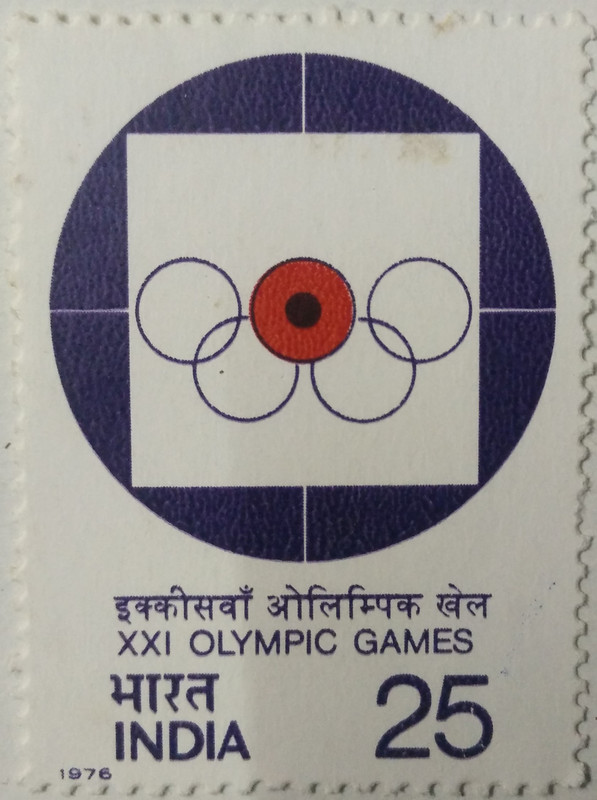 इक्कीसवाँ ओलिम्पिक खेल
XXI OLYMPIC GAMES
भारत
INDIA
25
1976